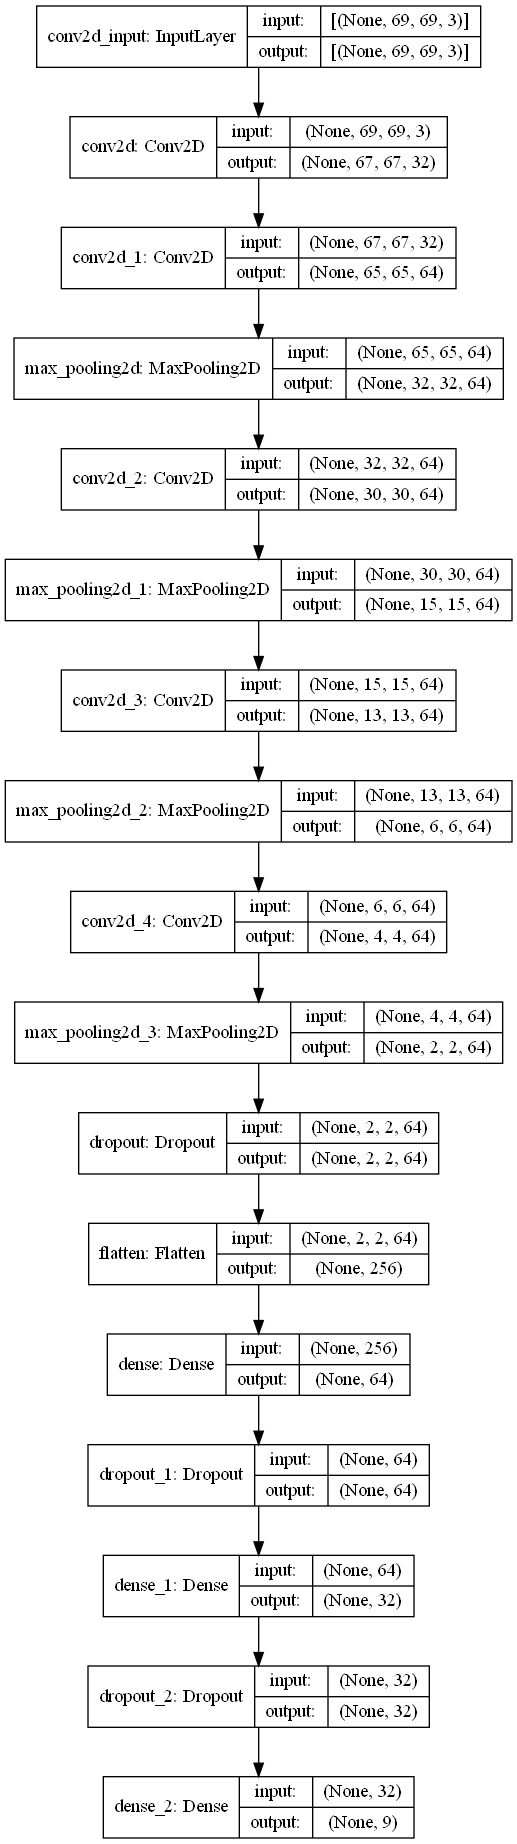 conv2d_input: InputLayer
input: [(None, 69, 69, 3)]
output: [(None, 69, 69, 3)]
conv2d: Conv2D
input: (None, 69, 69, 3)
output: (None, 67, 67, 32)
conv2d_1: Conv2D
input: (None, 67, 67, 32)
output: (None, 65, 65, 64)
max_pooling2d: MaxPooling2D
input: (None, 65, 65, 64)
output: (None, 32, 32, 64)
conv2d_2: Conv2D
input: (None, 32, 32, 64)
output: (None, 30, 30, 64)
max_pooling2d_1: MaxPooling2D
input: (None, 30, 30, 64)
output: (None, 15, 15, 64)
conv2d_3: Conv2D
input: (None, 15, 15, 64)
output: (None, 13, 13, 64)
max_pooling2d_2: MaxPooling2D
input: (None, 13, 13, 64)
output: (None, 6, 6, 64)
conv2d_4: Conv2D
input: (None, 6, 6, 64)
output: (None, 4, 4, 64)
max_pooling2d_3: MaxPooling2D
input: (None, 4, 4, 64)
output: (None, 2, 2, 64)
dropout: Dropout
input: (None, 2, 2, 64)
output: (None, 2, 2, 64)
flatten: Flatten
input: (None, 2, 2, 64)
output: (None, 256)
dense: Dense
input: (None, 256)
output: (None, 64)
dropout_1: Dropout
input: (None, 64)
output: (None, 64)
dense_1: Dense
input: (None, 64)
output: (None, 32)
dropout_2: Dropout
input: (None, 32)
output: (None, 32)
dense_2: Dense
input: (None, 32)
output: (None, 9)